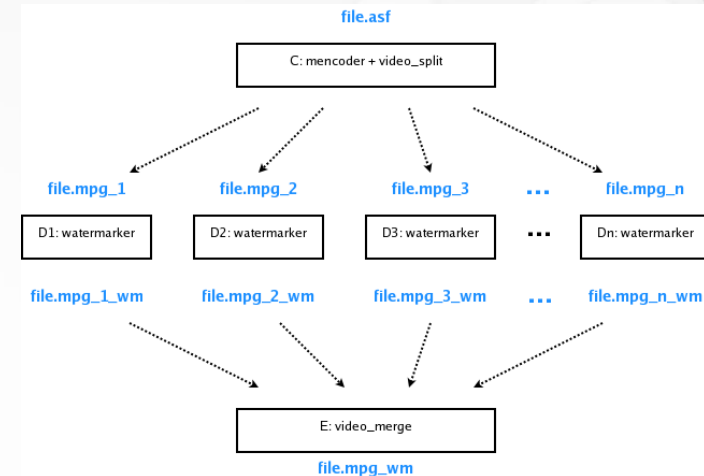 file.asf
C: mencoder + video_split
file.mpg_1 file.mpg_2 file.mpg_3 ... file.mpg_n
D1: watermarker D2: watermarker D3: watermarker ... Dn: watermarker
file.mpg_1_wm file.mpg_2_wm file.mpg_3_wm ... file.mpg_n_wm
E: video_merge
file.mpg_wm